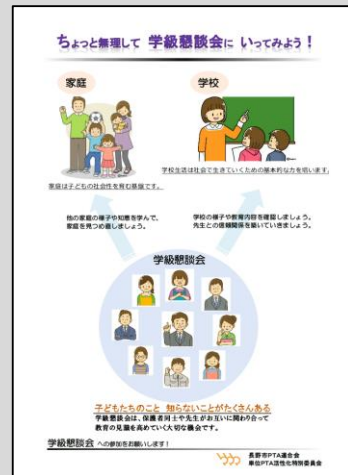 ちょっと無理して 学級懇談会に いってみよう！
家庭
学校
学校生活は社会で生きていくための基本的な力を培います。
家庭は子どもの社会性を育む基盤です。
他の家庭の様子や知恵を学んで、
家庭を見つめ直しましょう。
学校の様子や教育内容を確認しましょう。
先生との信頼関係を築いていきましょう。
学級懇談会
子どもたちのこと 知らないことがたくさんある
学級懇談会は、保護者同士や先生がお互いに関わり合って
教育の見識を高めていく大切な機会です。
学級懇談会 への参加をお願いします！
長野市PTA連合会
単位PTA活性化特別委員会